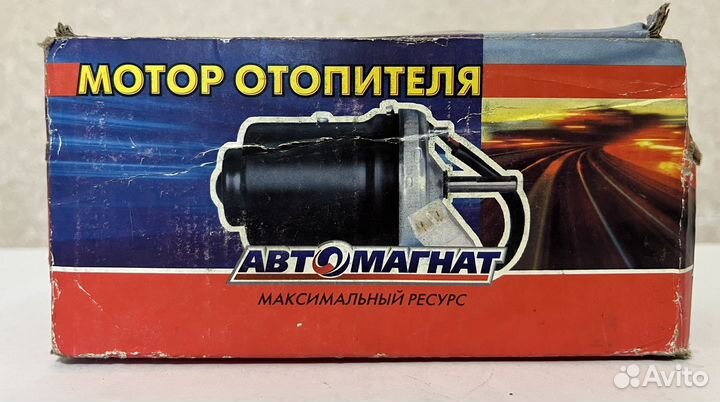 МОТОР ОТОПИТЕЛЯ
АВТОМАГНАТ
МАКСИМАЛЬНЫЙ РЕСУРС
Avito